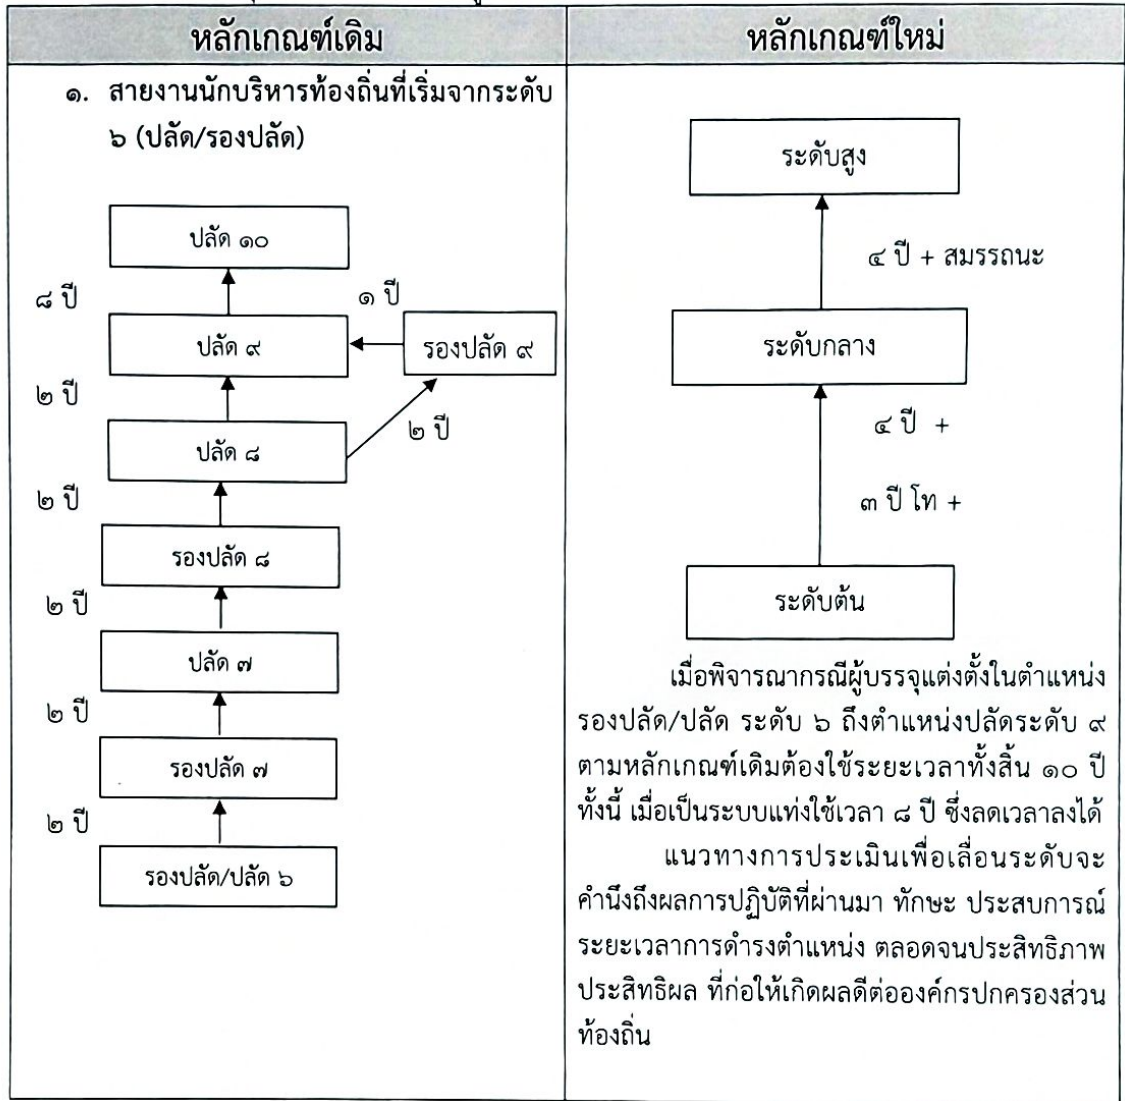 หลักเกณฑ์เดิม
หลักเกณฑ์ใหม่
๑. สายงานนักบริหารท้องถิ่นที่เริ่มจากระดับ
๖ (ปลัด/รองปลัด)
ปลัด ๑๐
๘ ปี
๑ ปี
ปลัด ๙
รองปลัด ๙
๒ ปี
๒ ปี
ปลัด ๘
๒ ปี
รองปลัด ๘
๒ ปี
ปลัด ๗
๒ ปี
รองปลัด ๗
๒ ปี
รองปลัด/ปลัด ๖
ระดับสูง
๔ ปี + สมรรถนะ
ระดับกลาง
๔ ปี +
๓ ปี โท +
ระดับต้น
เมื่อพิจารณากรณีผู้บรรจุแต่งตั้งในตำแหน่ง
รองปลัด/ปลัด ระดับ ๖ ถึงตำแหน่งปลัดระดับ ๙
ตามหลักเกณฑ์เดิมต้องใช้ระยะเวลาทั้งสิ้น ๑๐ ปี
ทั้งนี้ เมื่อเป็นระบบแท่งใช้เวลา ๘ ปี ซึ่งลดเวลาลงได้
แนวทางการประเมินเพื่อเลื่อนระดับจะ
คำนึงถึงผลการปฏิบัติที่ผ่านมา ทักษะ ประสบการณ์
ระยะเวลาการดำรงตำแหน่ง ตลอดจนประสิทธิภาพ
ประสิทธิผล ที่ก่อให้เกิดผลดีต่อองค์กรปกครองส่วน
ท้องถิ่น